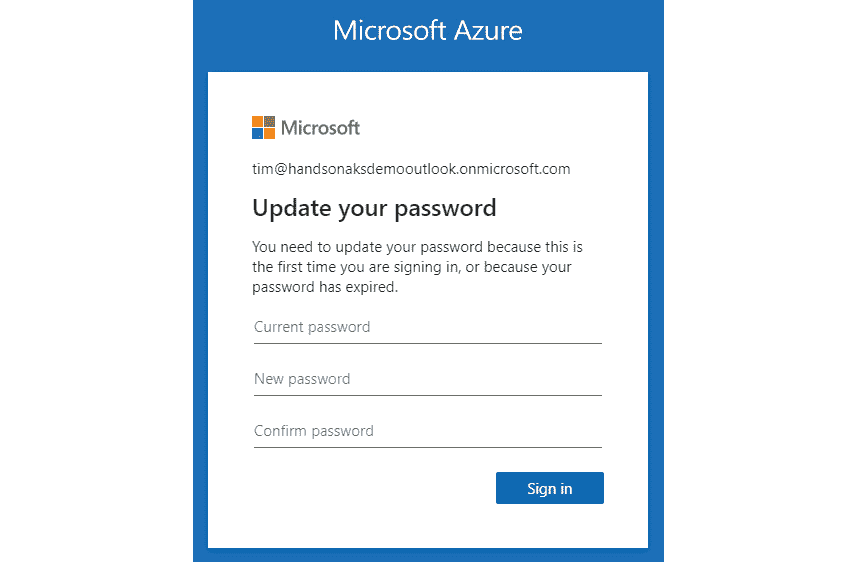 Microsoft Azure
Microsoft
tim@handsonaksdemooutlook.onmicrosoft.com
Update your password
You need to update your password because this is
the first time you are signing in, or because your
password has expired.
Current password
New password
Confirm password
Sign in